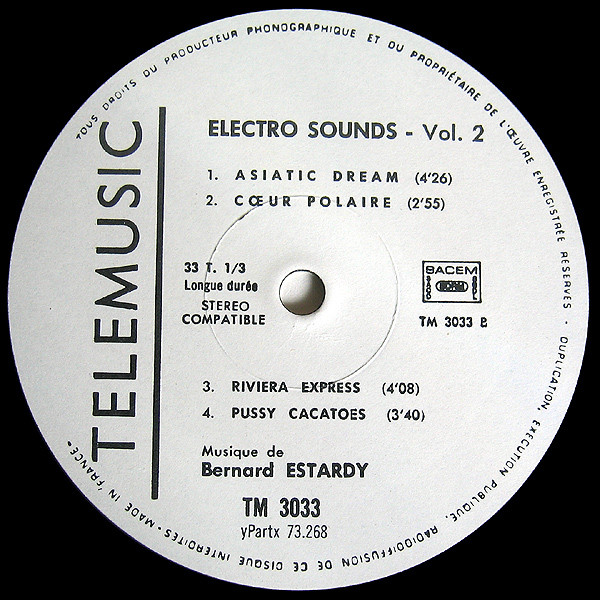 TOUS DROITS DU PRODUCTEUR PHONOGRAPHIQUE ET DU PROPRIÉTAIRE DE L'ŒUVRE ENREGISTRÉE RÉSERVÉS - DUPLICATION, EXÉCUTION PUBLIQUE, RADIODIFFUSION DE CE DISQUE INTERDITES - MADE IN FRANCE -
TELEMUSIC
ELECTRO SOUNDS - Vol. 2
1. ASIATIC DREAM (4'26)
2. CŒUR POLAIRE (2'55)
33 T. 1/3
Longue durée
STEREO
COMPATIBLE
SACEM
TM 3033 B
3. RIVIERA EXPRESS (4'08)
4. PUSSY CACATOES (3'40)
Musique de
Bernard ESTARDY
TM 3033
yPartx 73.268